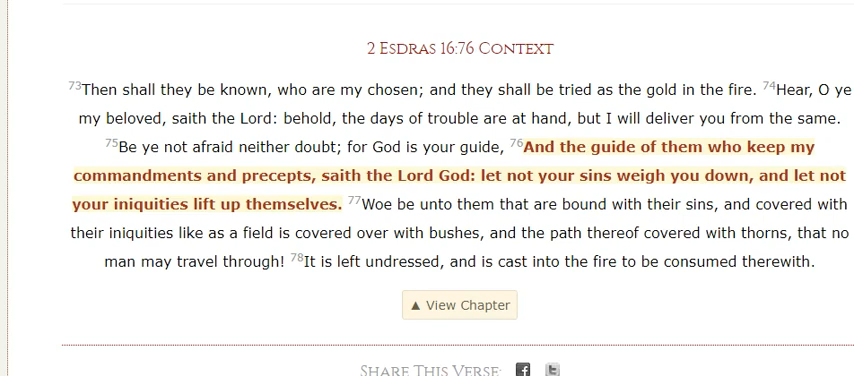 2 Esdras 16:76 Context
73Then shall they be known, who are my chosen; and they shall be tried as the gold in the fire. 74Hear, O ye
my beloved, saith the Lord: behold, the days of trouble are at hand, but I will deliver you from the same.
75Be ye not afraid neither doubt; for God is your guide, 76And the guide of them who keep my
commandments and precepts, saith the Lord God: let not your sins weigh you down, and let not
your iniquities lift up themselves. 77Woe be unto them that are bound with their sins, and covered with
their iniquities like as a field is covered over with bushes, and the path thereof covered with thorns, that no
man may travel through! 78It is left undressed, and is cast into the fire to be consumed therewith.
▲ View Chapter
Share This Verse: